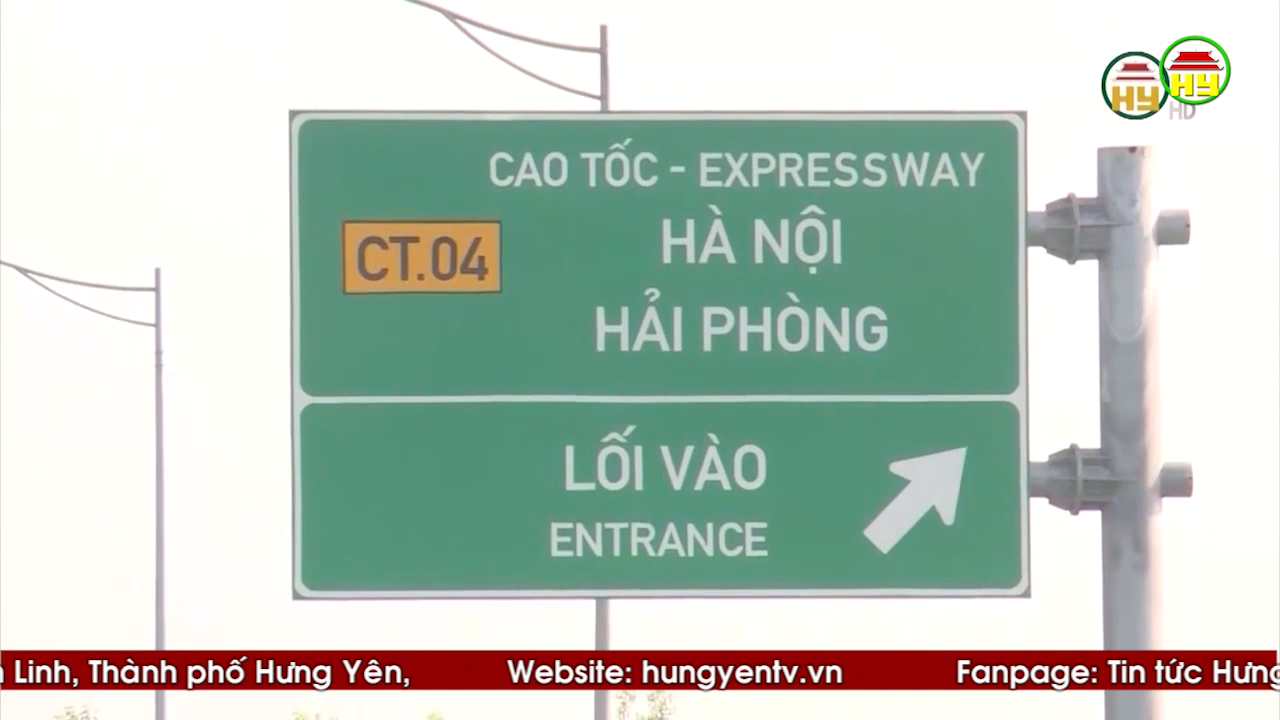 HY HY
HD
CAO TỐC - EXPRESSWAY
CT.04
HÀ NỘI
HẢI PHÒNG
LỐI VÀO
ENTRANCE
Linh, Thành phố Hưng Yên, Website: hungyentv.vn Fanpage: Tin tức Hưng